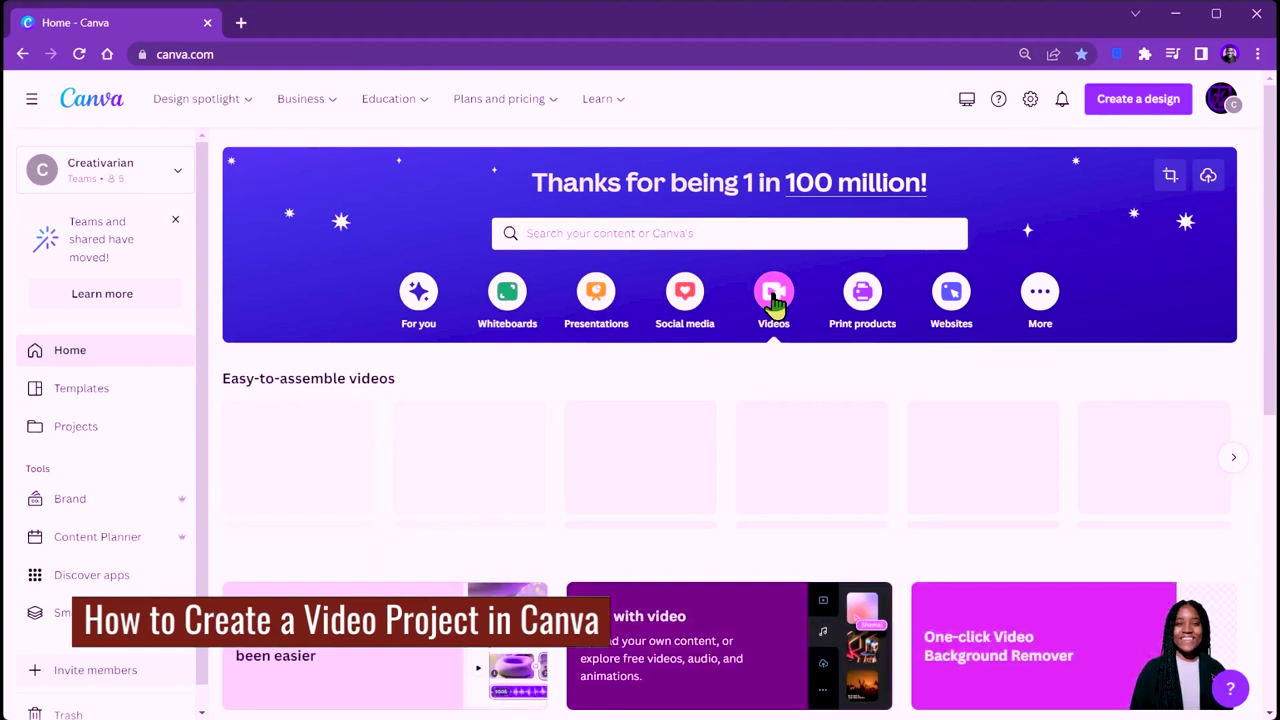 Home - Canva
canva.com
Canva
Design spotlight
Business
Education
Plans and pricing
Learn
Create a design
C
C
Creativarian
Teams • 5
Teams and
shared have
moved!
Learn more
Home
Templates
Projects
Tools
Brand
Content Planner
Discover apps
Sm
Invite members
Trash
Thanks for being 1 in 100 million!
Search your content or Canva's
For you
Whiteboards
Presentations
Social media
Videos
Print products
Websites
More
Easy-to-assemble videos
been easier
with video
d your own content, or
explore free videos, audio, and
animations.
One-click Video
Background Remover
How to Create a Video Project in Canva
?